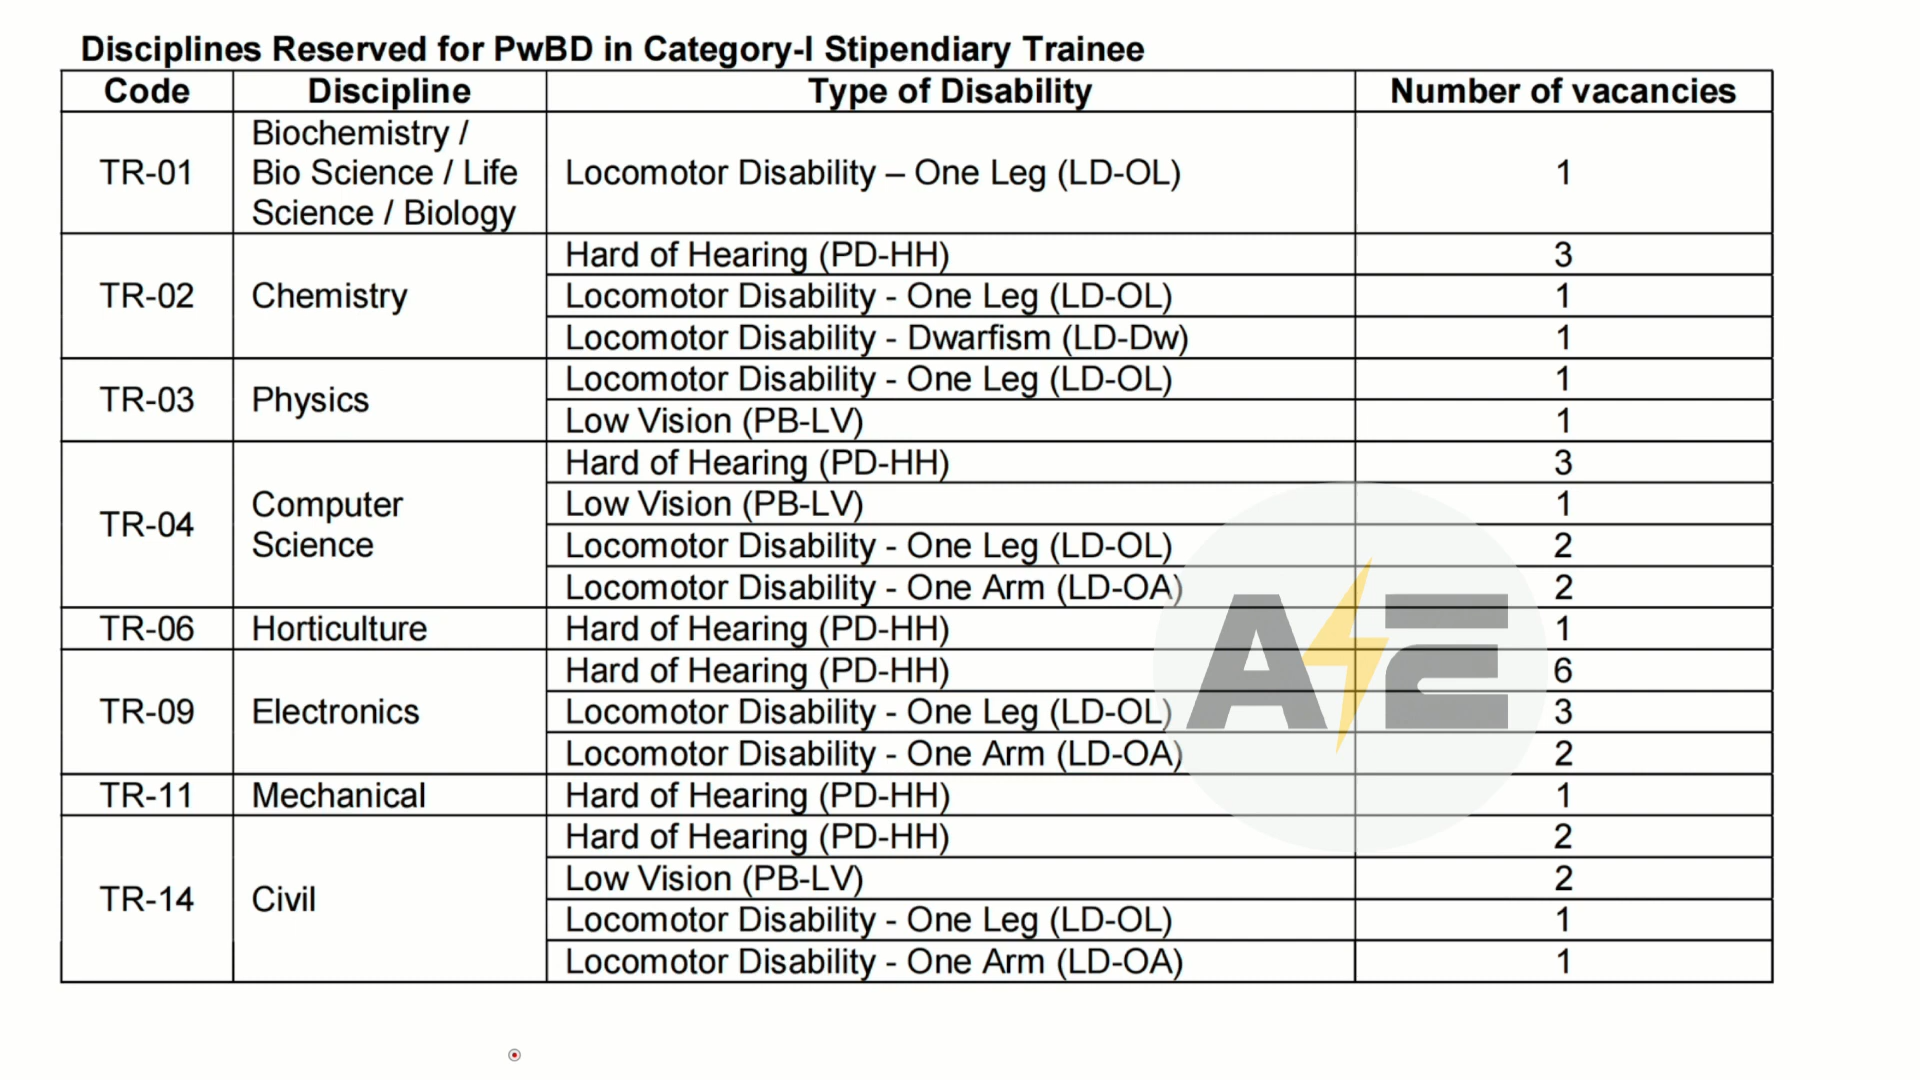 Disciplines Reserved for PwBD in Category-I Stipendiary Trainee
Code Discipline Type of Disability Number of vacancies
TR-01 Biochemistry / Bio Science / Life Science / Biology Locomotor Disability – One Leg (LD-OL) 1
TR-02 Chemistry Hard of Hearing (PD-HH) 3
Locomotor Disability - One Leg (LD-OL) 1
Locomotor Disability - Dwarfism (LD-Dw) 1
TR-03 Physics Locomotor Disability - One Leg (LD-OL) 1
Low Vision (PB-LV) 1
TR-04 Computer Science Hard of Hearing (PD-HH) 3
Low Vision (PB-LV) 1
Locomotor Disability - One Leg (LD-OL) 2
Locomotor Disability - One Arm (LD-OA) 2
TR-06 Horticulture Hard of Hearing (PD-HH) 1
TR-09 Electronics Hard of Hearing (PD-HH) 6
Locomotor Disability - One Leg (LD-OL) 3
Locomotor Disability - One Arm (LD-OA) 2
TR-11 Mechanical Hard of Hearing (PD-HH) 1
TR-14 Civil Hard of Hearing (PD-HH) 2
Low Vision (PB-LV) 2
Locomotor Disability - One Leg (LD-OL) 1
Locomotor Disability - One Arm (LD-OA) 1
AE